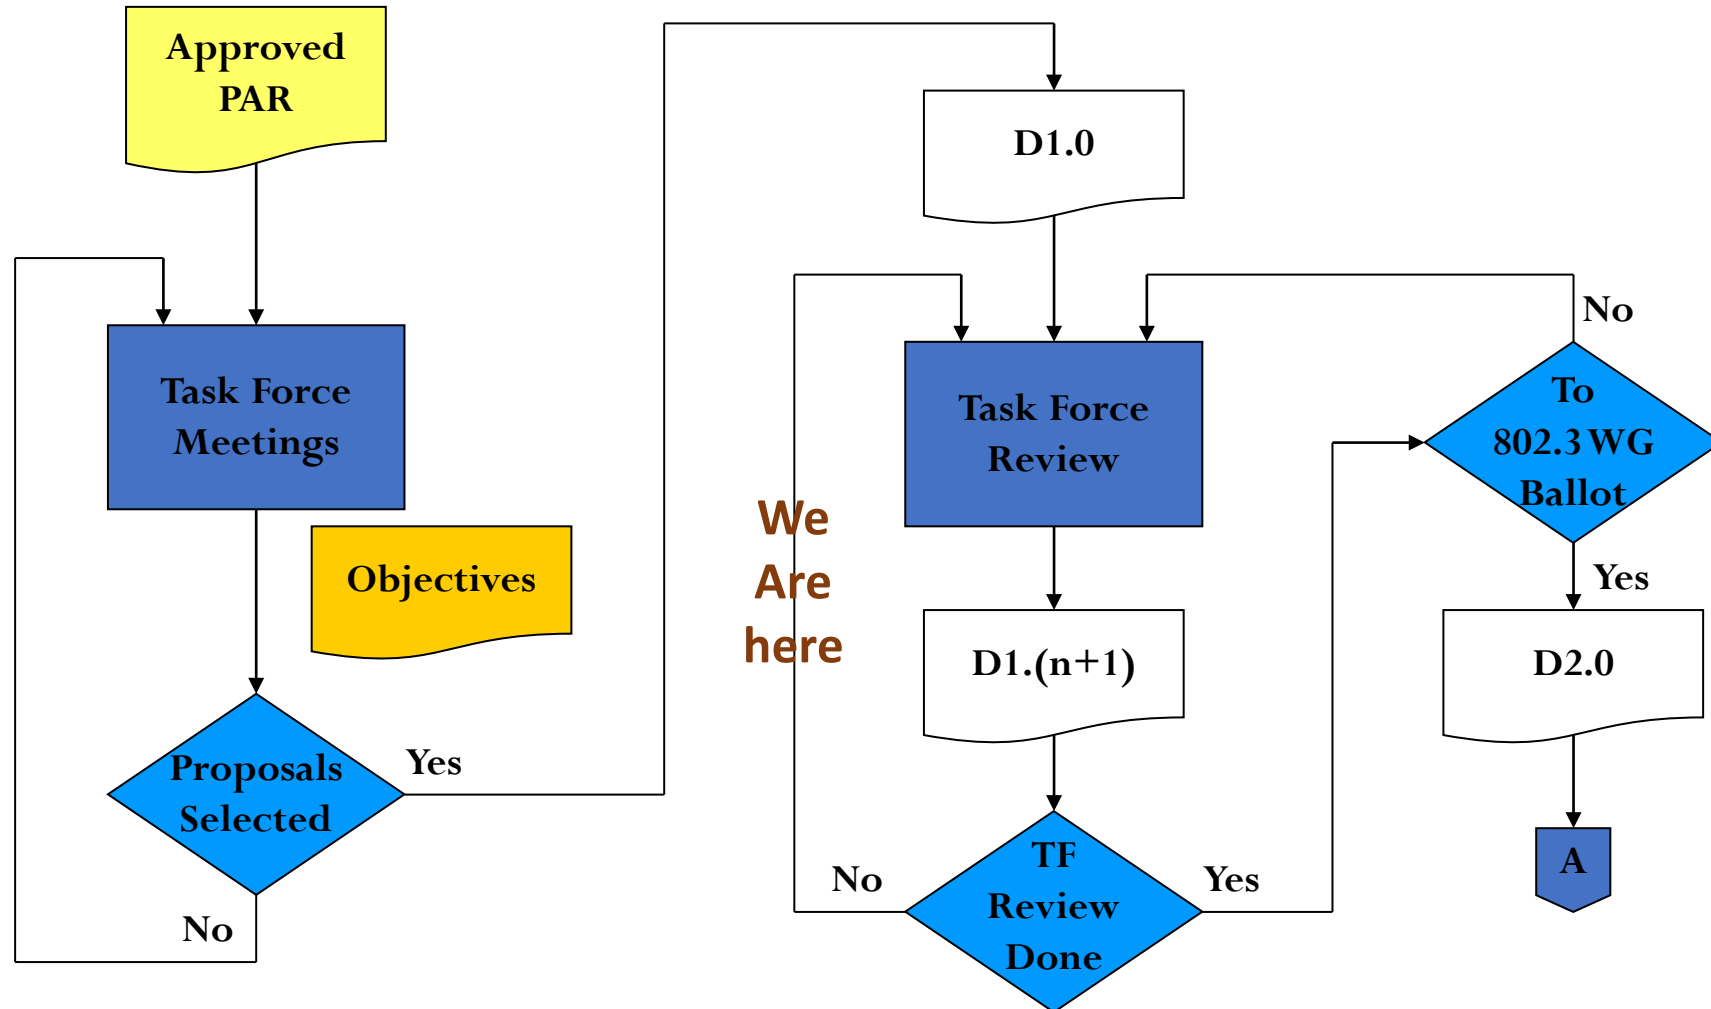 Approved
PAR
Task Force
Meetings
Objectives
Proposals
Selected
Yes
No
D1.0
Task Force
Review
We
Are
here
D1.(n+1)
TF
Review
Done
No
Yes
To
802.3 WG
Ballot
No
Yes
D2.0
A